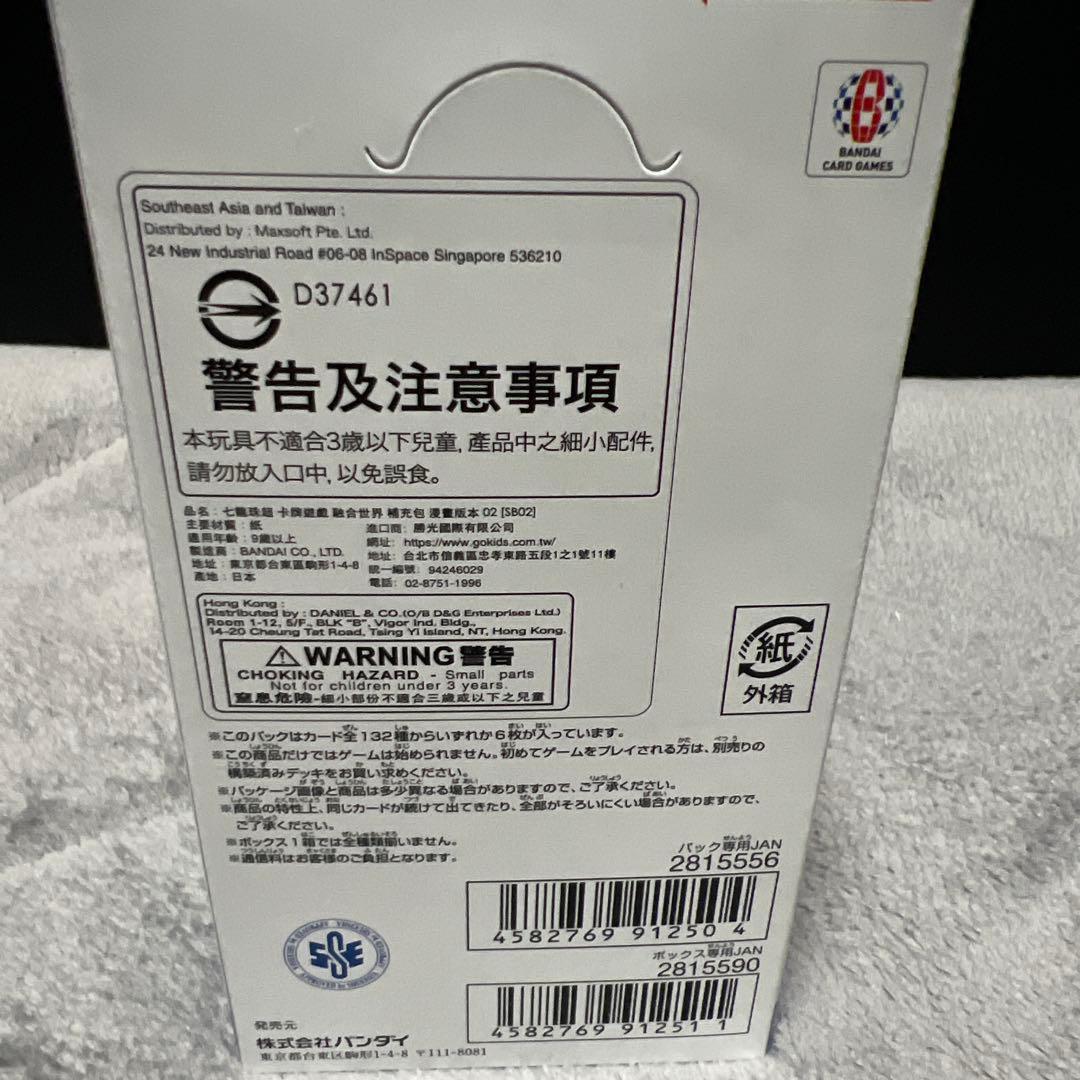 BANDAI
CARD GAMES
Southeast Asia and Taiwan :
Distributed by : Maxsoft Pte. Ltd.
24 New Industrial Road #06-08 InSpace Singapore 536210
D37461
警告及注意事項
本玩具不適合3歲以下兒童,產品中之細小配件,
請勿放入口中,以免誤食。
品名 : 七龍珠超 卡牌遊戲 融合世界 補充包 漫畫版本 02 [SB02]
主要材質 : 紙
適用年齡 : 9歲以上
製造商 : BANDAI CO., LTD.
地址 : 東京都台東區駒形1-4-8
產地 : 日本
進口商: 勝光國際有限公司
網址: https://www.gokids.com.tw/
地址: 台北市信義區忠孝東路五段1之1號11樓
統一編號: 94246029
電話: 02-8751-1996
Hong Kong :
Distributed by : DANIEL & CO.(O/B D&G Enterprises Ltd.)
Room 1-12, 5/F., BLK "B", Vigor Ind. Bldg.,
14-20 Cheung Tat Road, Tsing Yi Island, NT, Hong Kong.
⚠WARNING 警告
CHOKING HAZARD - Small parts
Not for children under 3 years.
窒息危險-細小部份不適合三歲或以下之兒童
紙
外箱
※このパックはカード全132種からいずれか6枚が入っています。
※この商品だけではゲームは始められません。初めてゲームをプレイされる方は、別売りの
構築済みデッキをお買い求めください。
※パッケージ画像と商品は多少異なる場合がありますので、ご了承ください。
※商品の特性上、同じカードが続けて出てきたり、全部がそろいにくい場合がありますので、
ご了承ください。
※ボックス1箱では全種類揃いません。
※通信料はお客様のご負担となります。
パック専用JAN
2815556
4582769 912504
ボックス専用JAN
2815590
4582769 912511
SSE
発売元
株式会社バンダイ
東京都台東区駒形1-4-8 〒111-8081